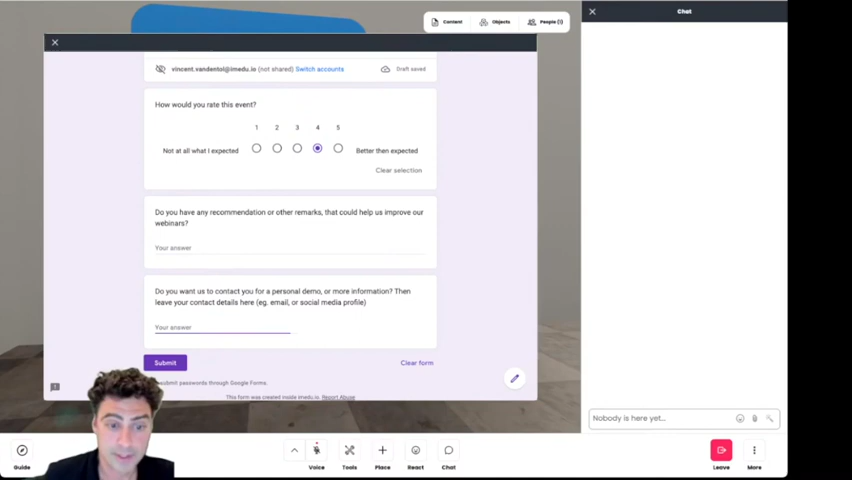 Content
Objects
People (1)
Chat
vincent.vandentol@imedu.io (not shared) Switch accounts
Draft saved
How would you rate this event?
1 2 3 4 5
Not at all what I expected
Better then expected
Clear selection
Do you have any recommendation or other remarks, that could help us improve our
webinars?
Your answer
Do you want us to contact you for a personal demo, or more information? Then
leave your contact details here (eg. email, or social media profile)
Your answer
Submit
Clear form
submit passwords through Google Forms.
This form was created inside imedu.io. Report Abuse
Nobody is here yet...
Guide
Voice
Tools
Place
React
Chat
Leave
More